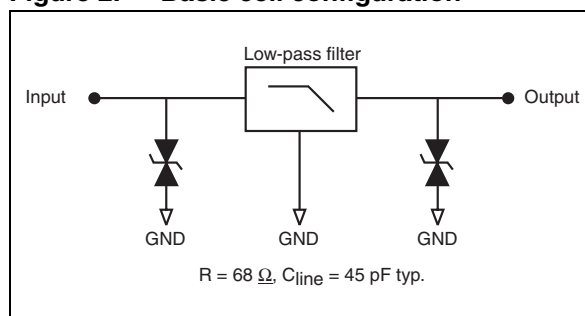 Figure 2. Basic cell configuration
Low-pass filter
Input
Output
GND
GND
GND
R = 68 Ω, Cline = 45 pF typ.